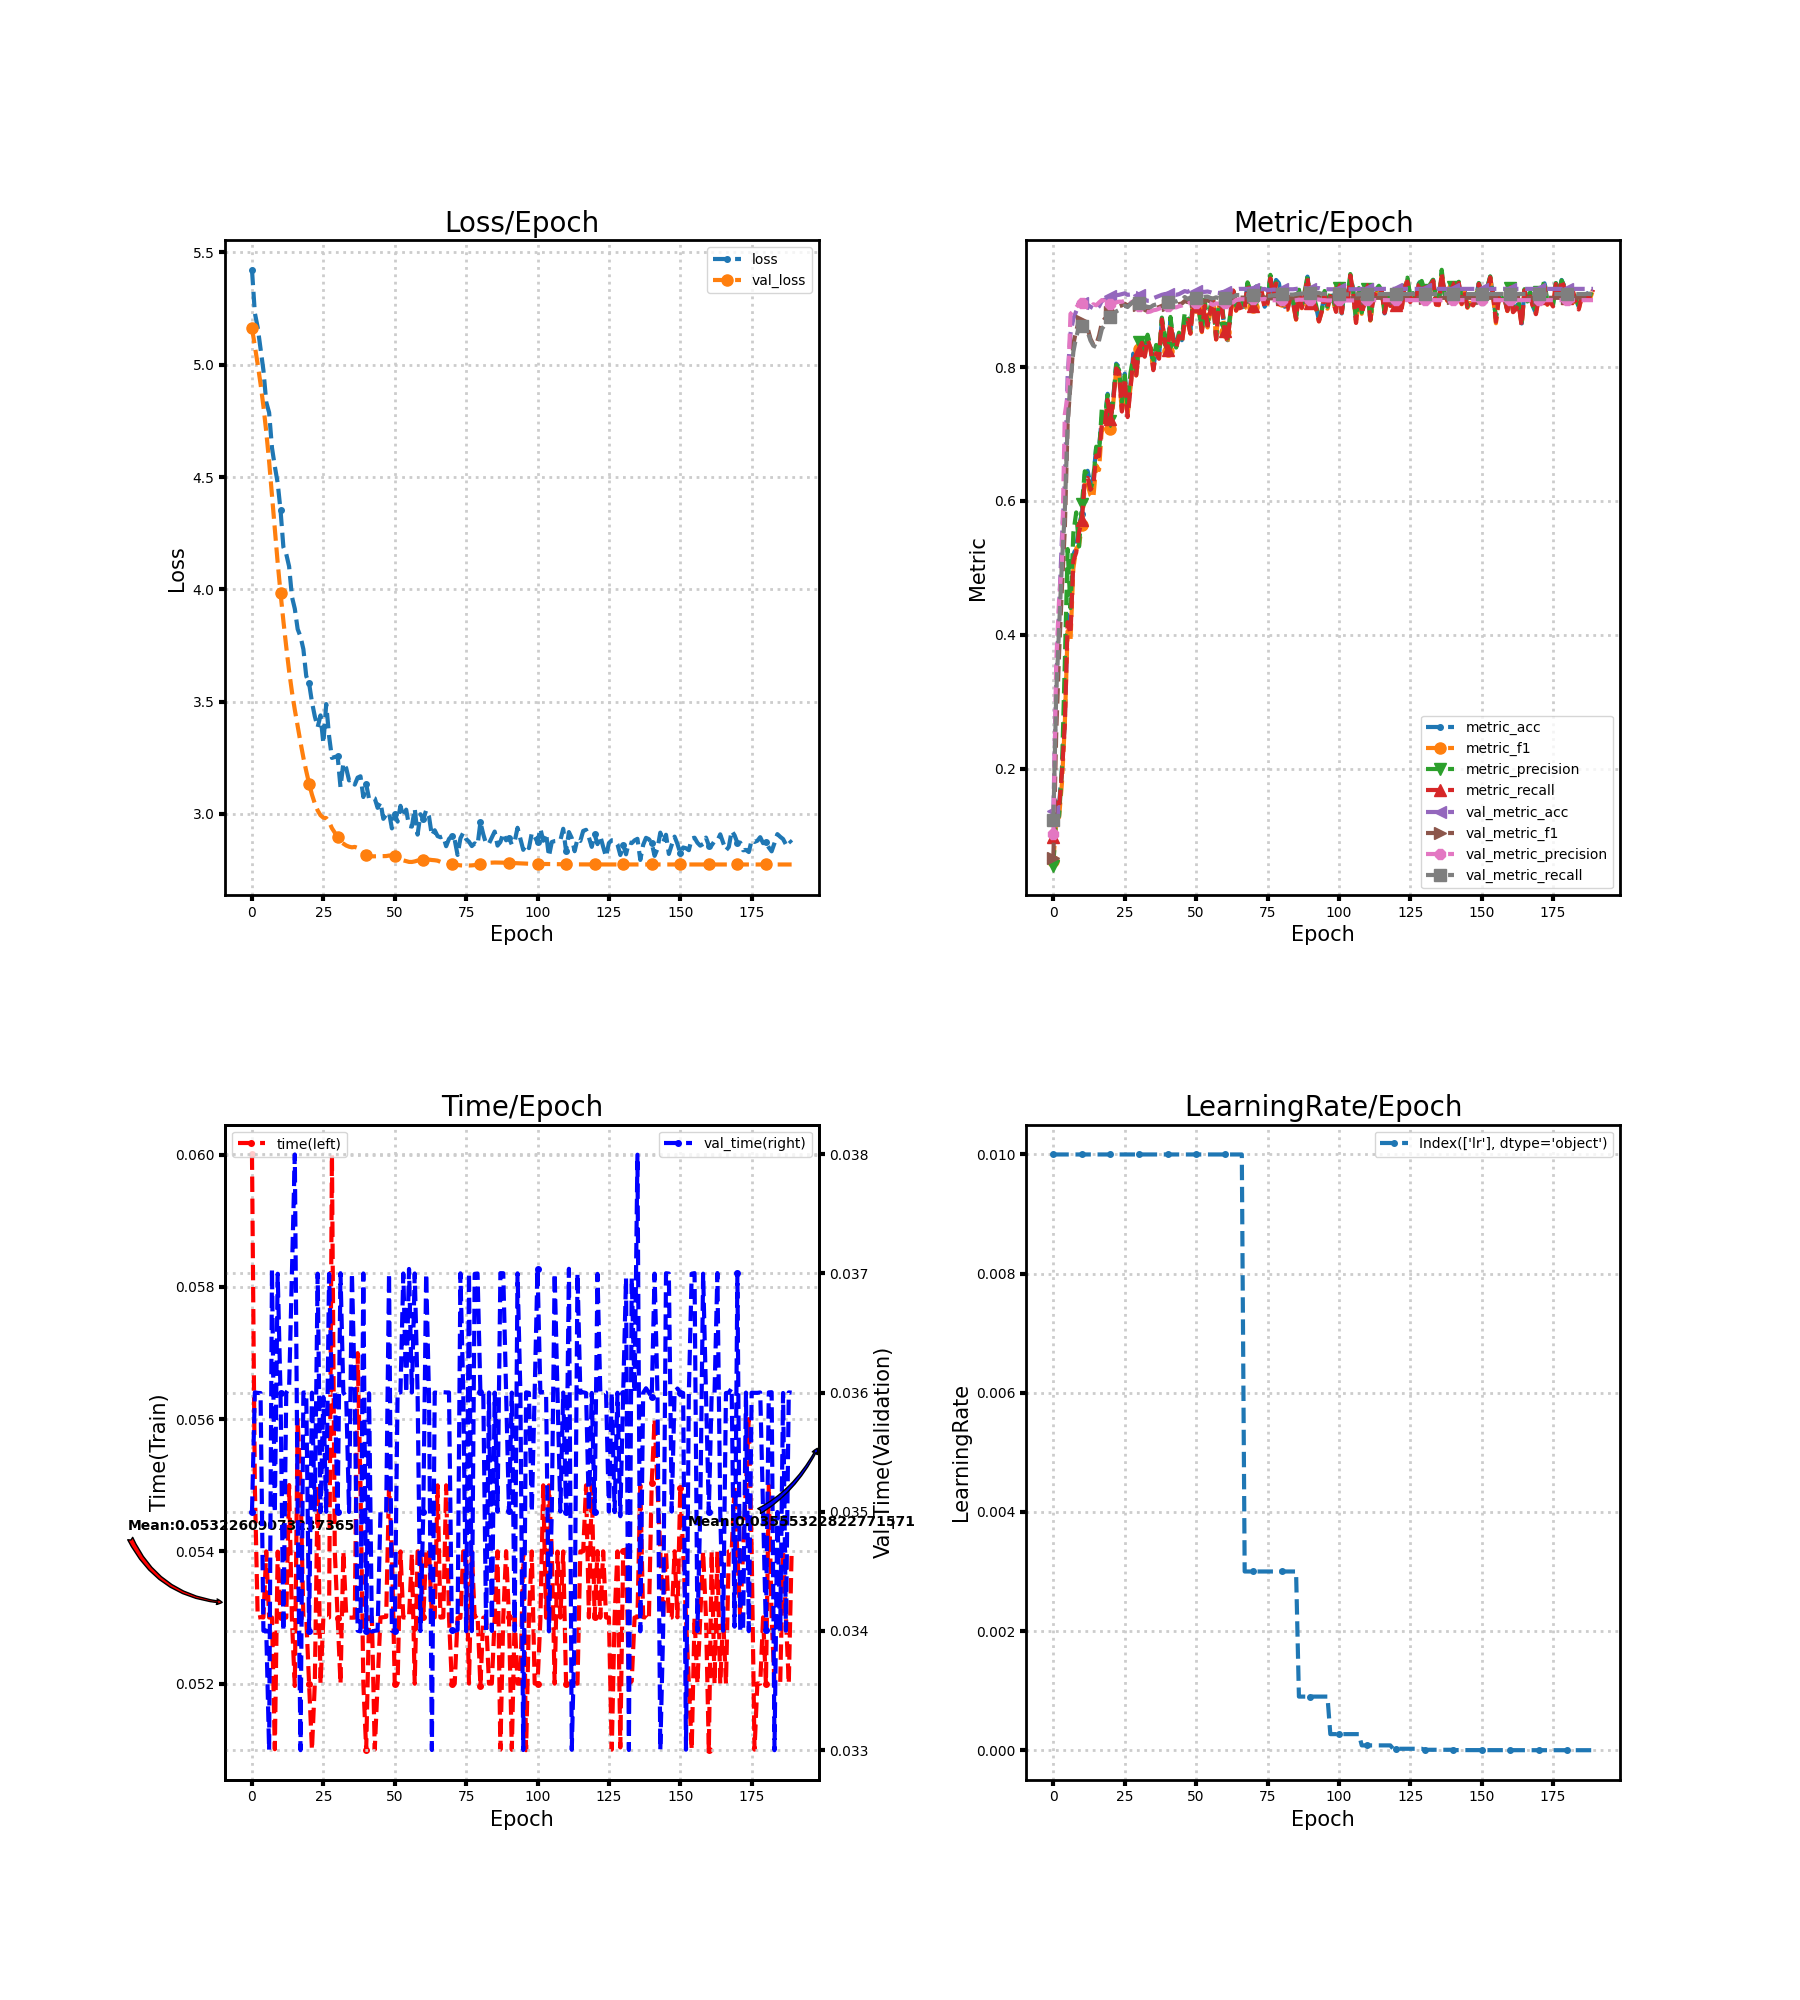 Loss/Epoch
5.5
5.0
4.5
4.0
3.5
3.0
Loss
loss
val_loss
0 25 50 75 100 125 150 175
Epoch
Metric/Epoch
0.8
0.6
0.4
0.2
Metric
metric_acc
metric_f1
metric_precision
metric_recall
val_metric_acc
val_metric_f1
val_metric_precision
val_metric_recall
0 25 50 75 100 125 150 175
Epoch
Time/Epoch
time(left)
val_time(right)
0.060
0.058
0.056
0.054
0.052
Time(Train)
0.038
0.037
0.036
0.035
0.034
0.033
Val_Time(Validation)
0 25 50 75 100 125 150 175
Epoch
LearningRate/Epoch
Index(['lr'], dtype='object')
0.010
0.008
0.006
0.004
0.002
0.000
LearningRate
0 25 50 75 100 125 150 175
Epoch